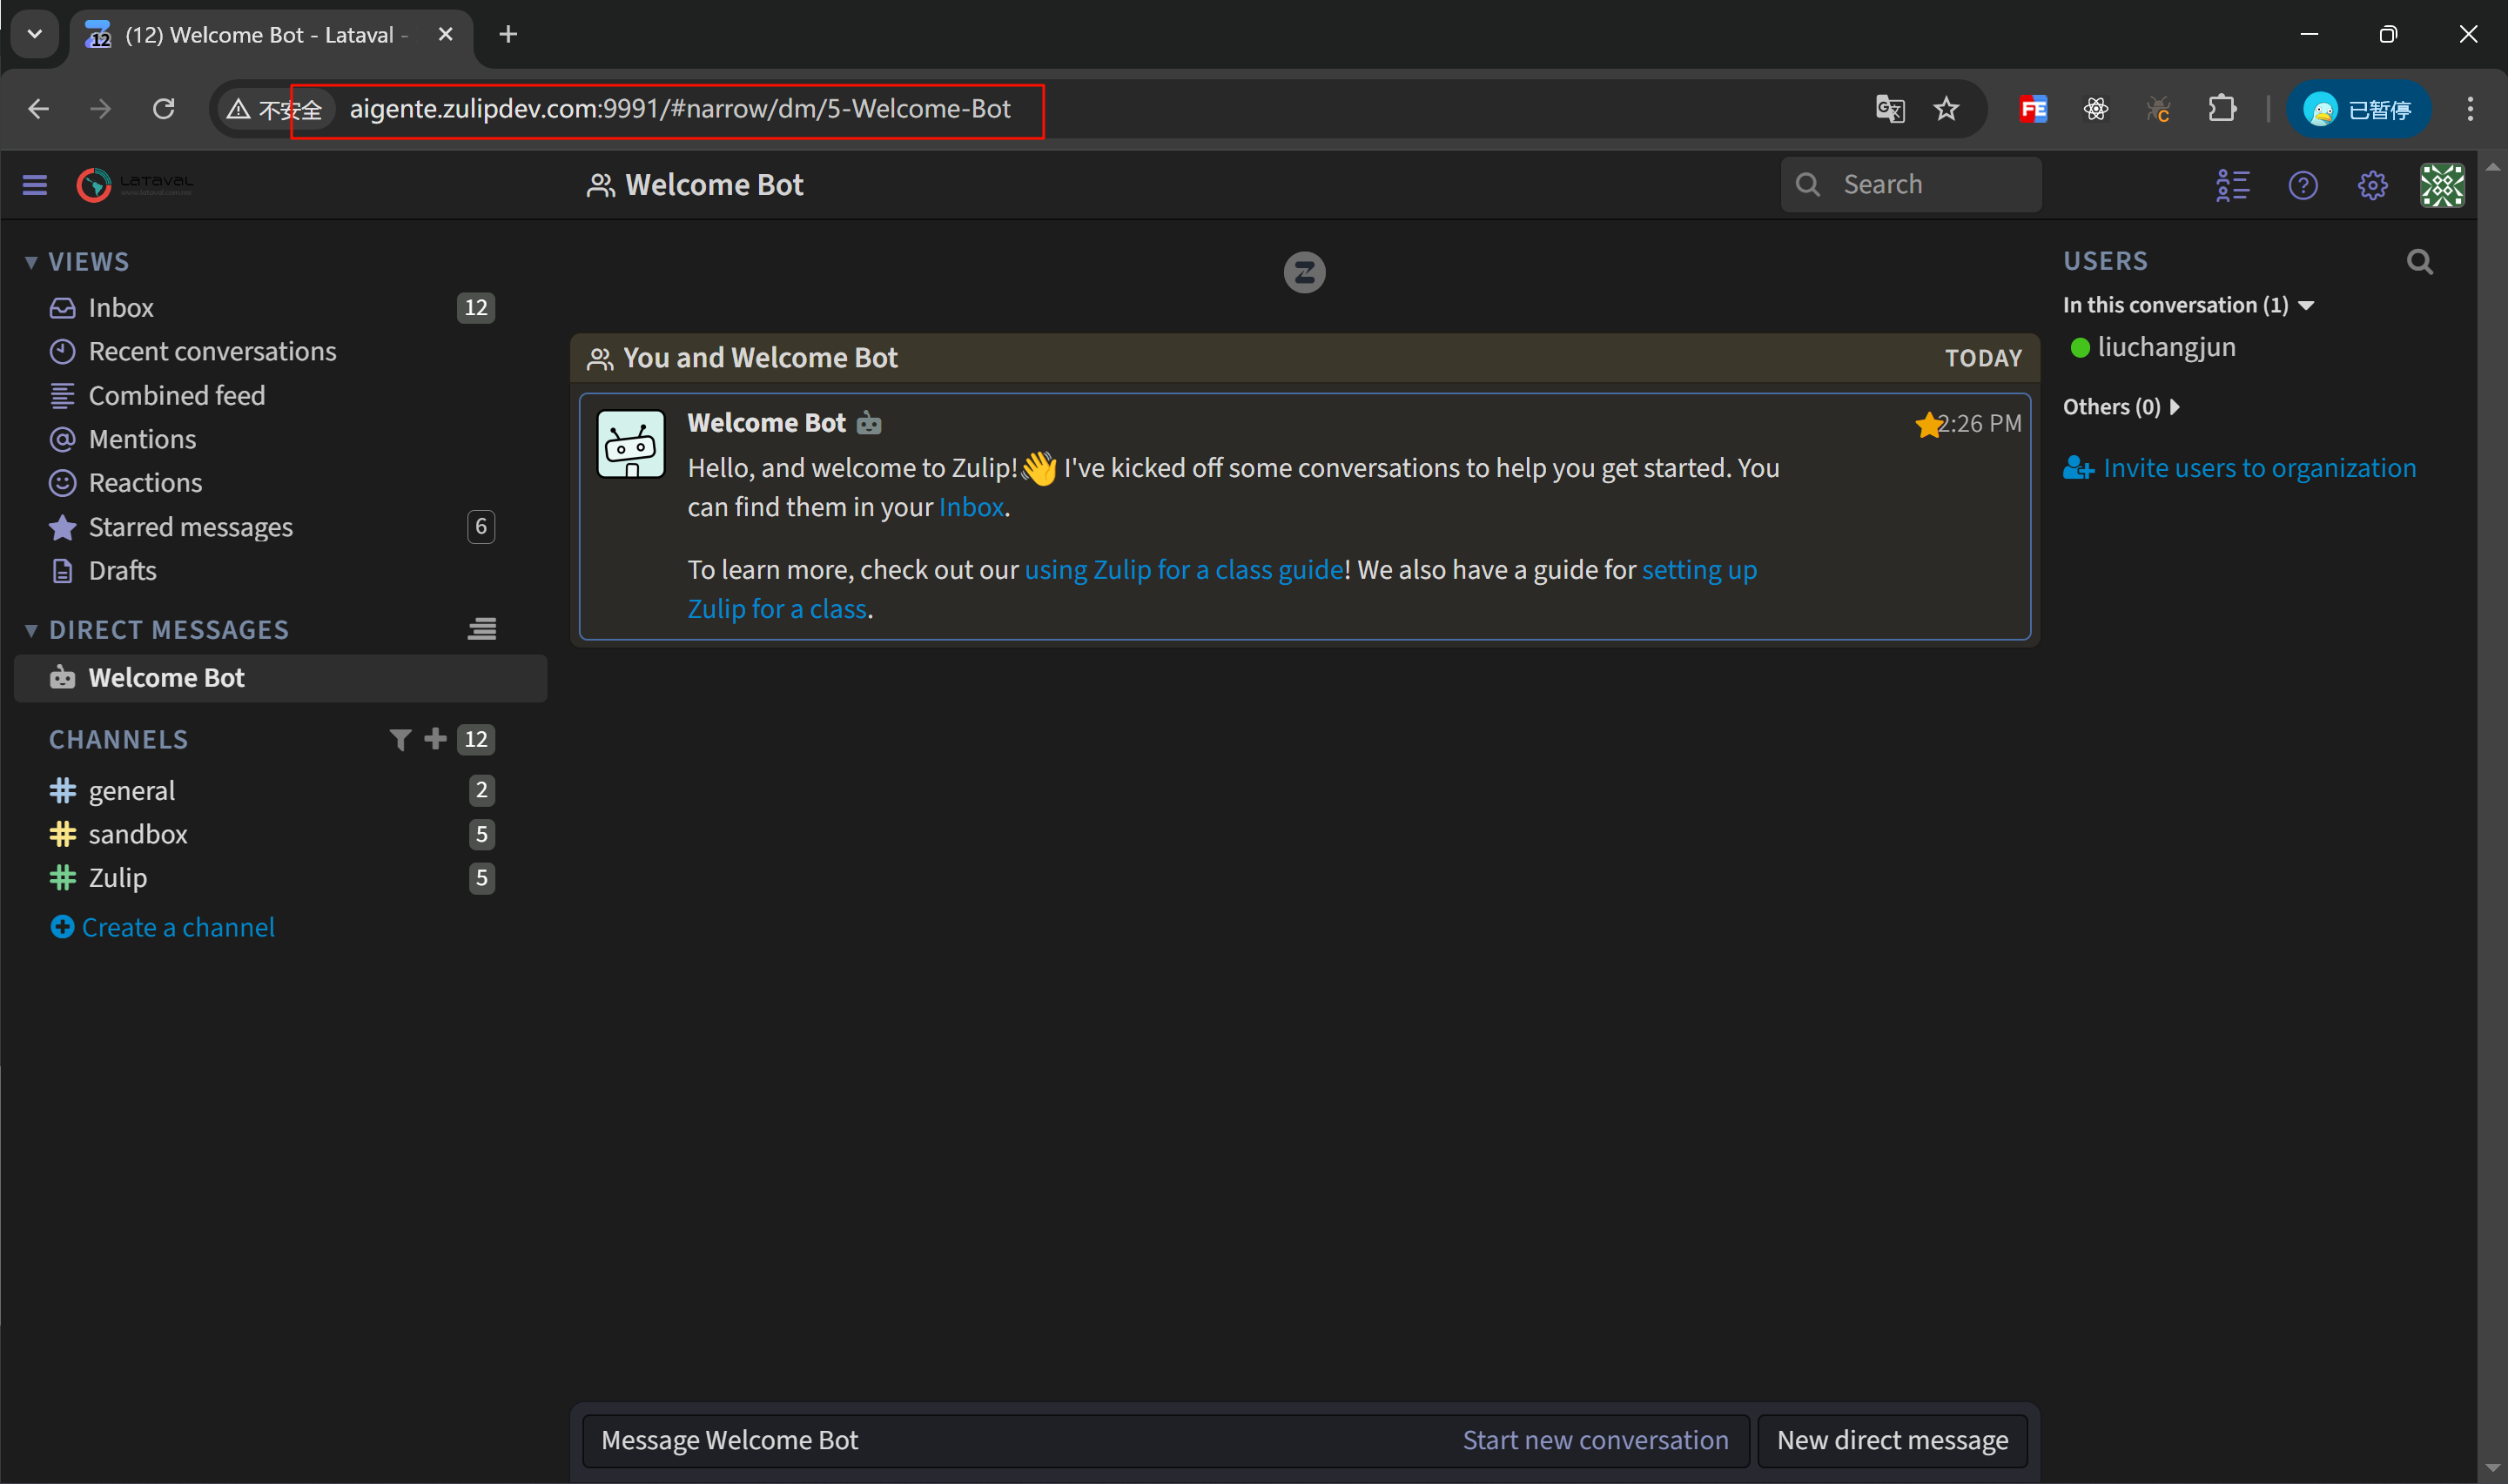 (12) Welcome Bot - Lataval -
不安全 aigente.zulipdev.com:9991/#narrow/dm/5-Welcome-Bot
FE
C
已暂停
LATAVAL
Welcome Bot
Search
VIEWS
Inbox 12
Recent conversations
Combined feed
Mentions
Reactions
Starred messages 6
Drafts
DIRECT MESSAGES
Welcome Bot
CHANNELS 12
general 2
sandbox 5
Zulip 5
Create a channel
You and Welcome Bot TODAY
Welcome Bot 2:26 PM
Hello, and welcome to Zulip!👋 I've kicked off some conversations to help you get started. You
can find them in your Inbox.
To learn more, check out our using Zulip for a class guide! We also have a guide for setting up
Zulip for a class.
Message Welcome Bot Start new conversation New direct message
USERS
In this conversation (1)
liuchangjun
Others (0)
Invite users to organization